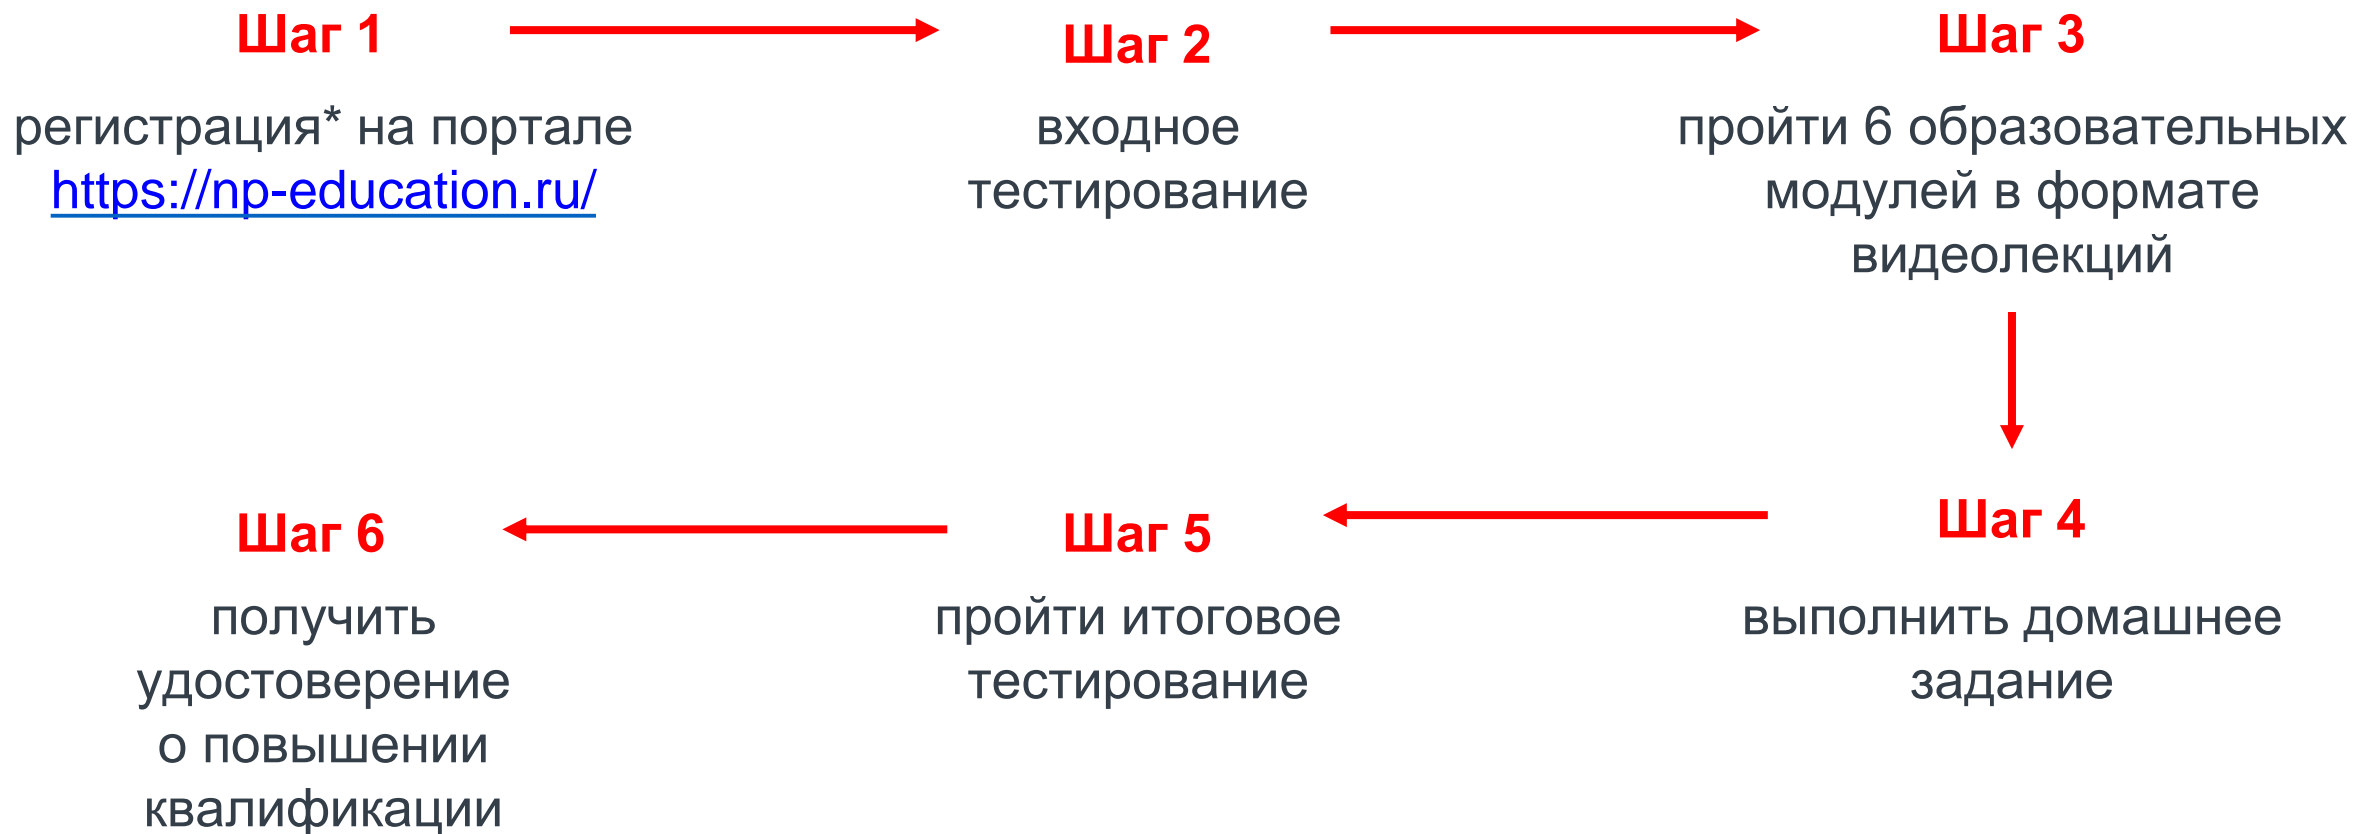 Шаг 1
регистрация* на портале
https://np-education.ru/
Шаг 2
входное
тестирование
Шаг 3
пройти 6 образовательных
модулей в формате
видеолекций
Шаг 4
выполнить домашнее
задание
Шаг 5
пройти итоговое
тестирование
Шаг 6
получить
удостоверение
о повышении
квалификации